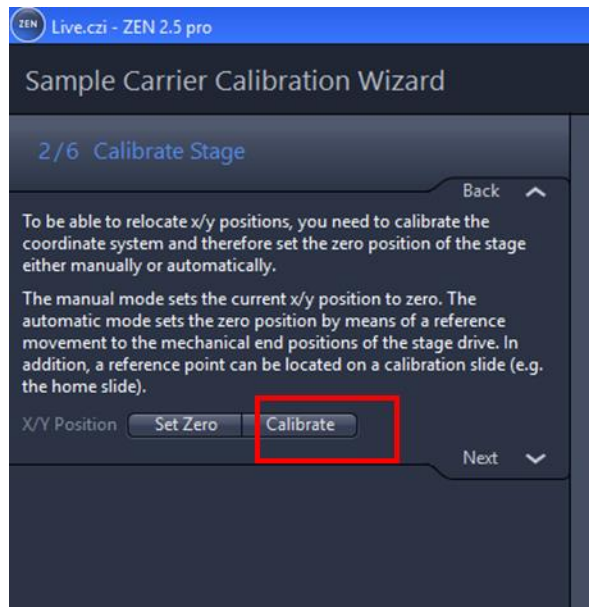 ZEN Live.czi - ZEN 2.5 pro
Sample Carrier Calibration Wizard
2/6 Calibrate Stage
Back
To be able to relocate x/y positions, you need to calibrate the
coordinate system and therefore set the zero position of the stage
either manually or automatically.
The manual mode sets the current x/y position to zero. The
automatic mode sets the zero position by means of a reference
movement to the mechanical end positions of the stage drive. In
addition, a reference point can be located on a calibration slide (e.g.
the home slide).
X/Y Position Set Zero Calibrate
Next